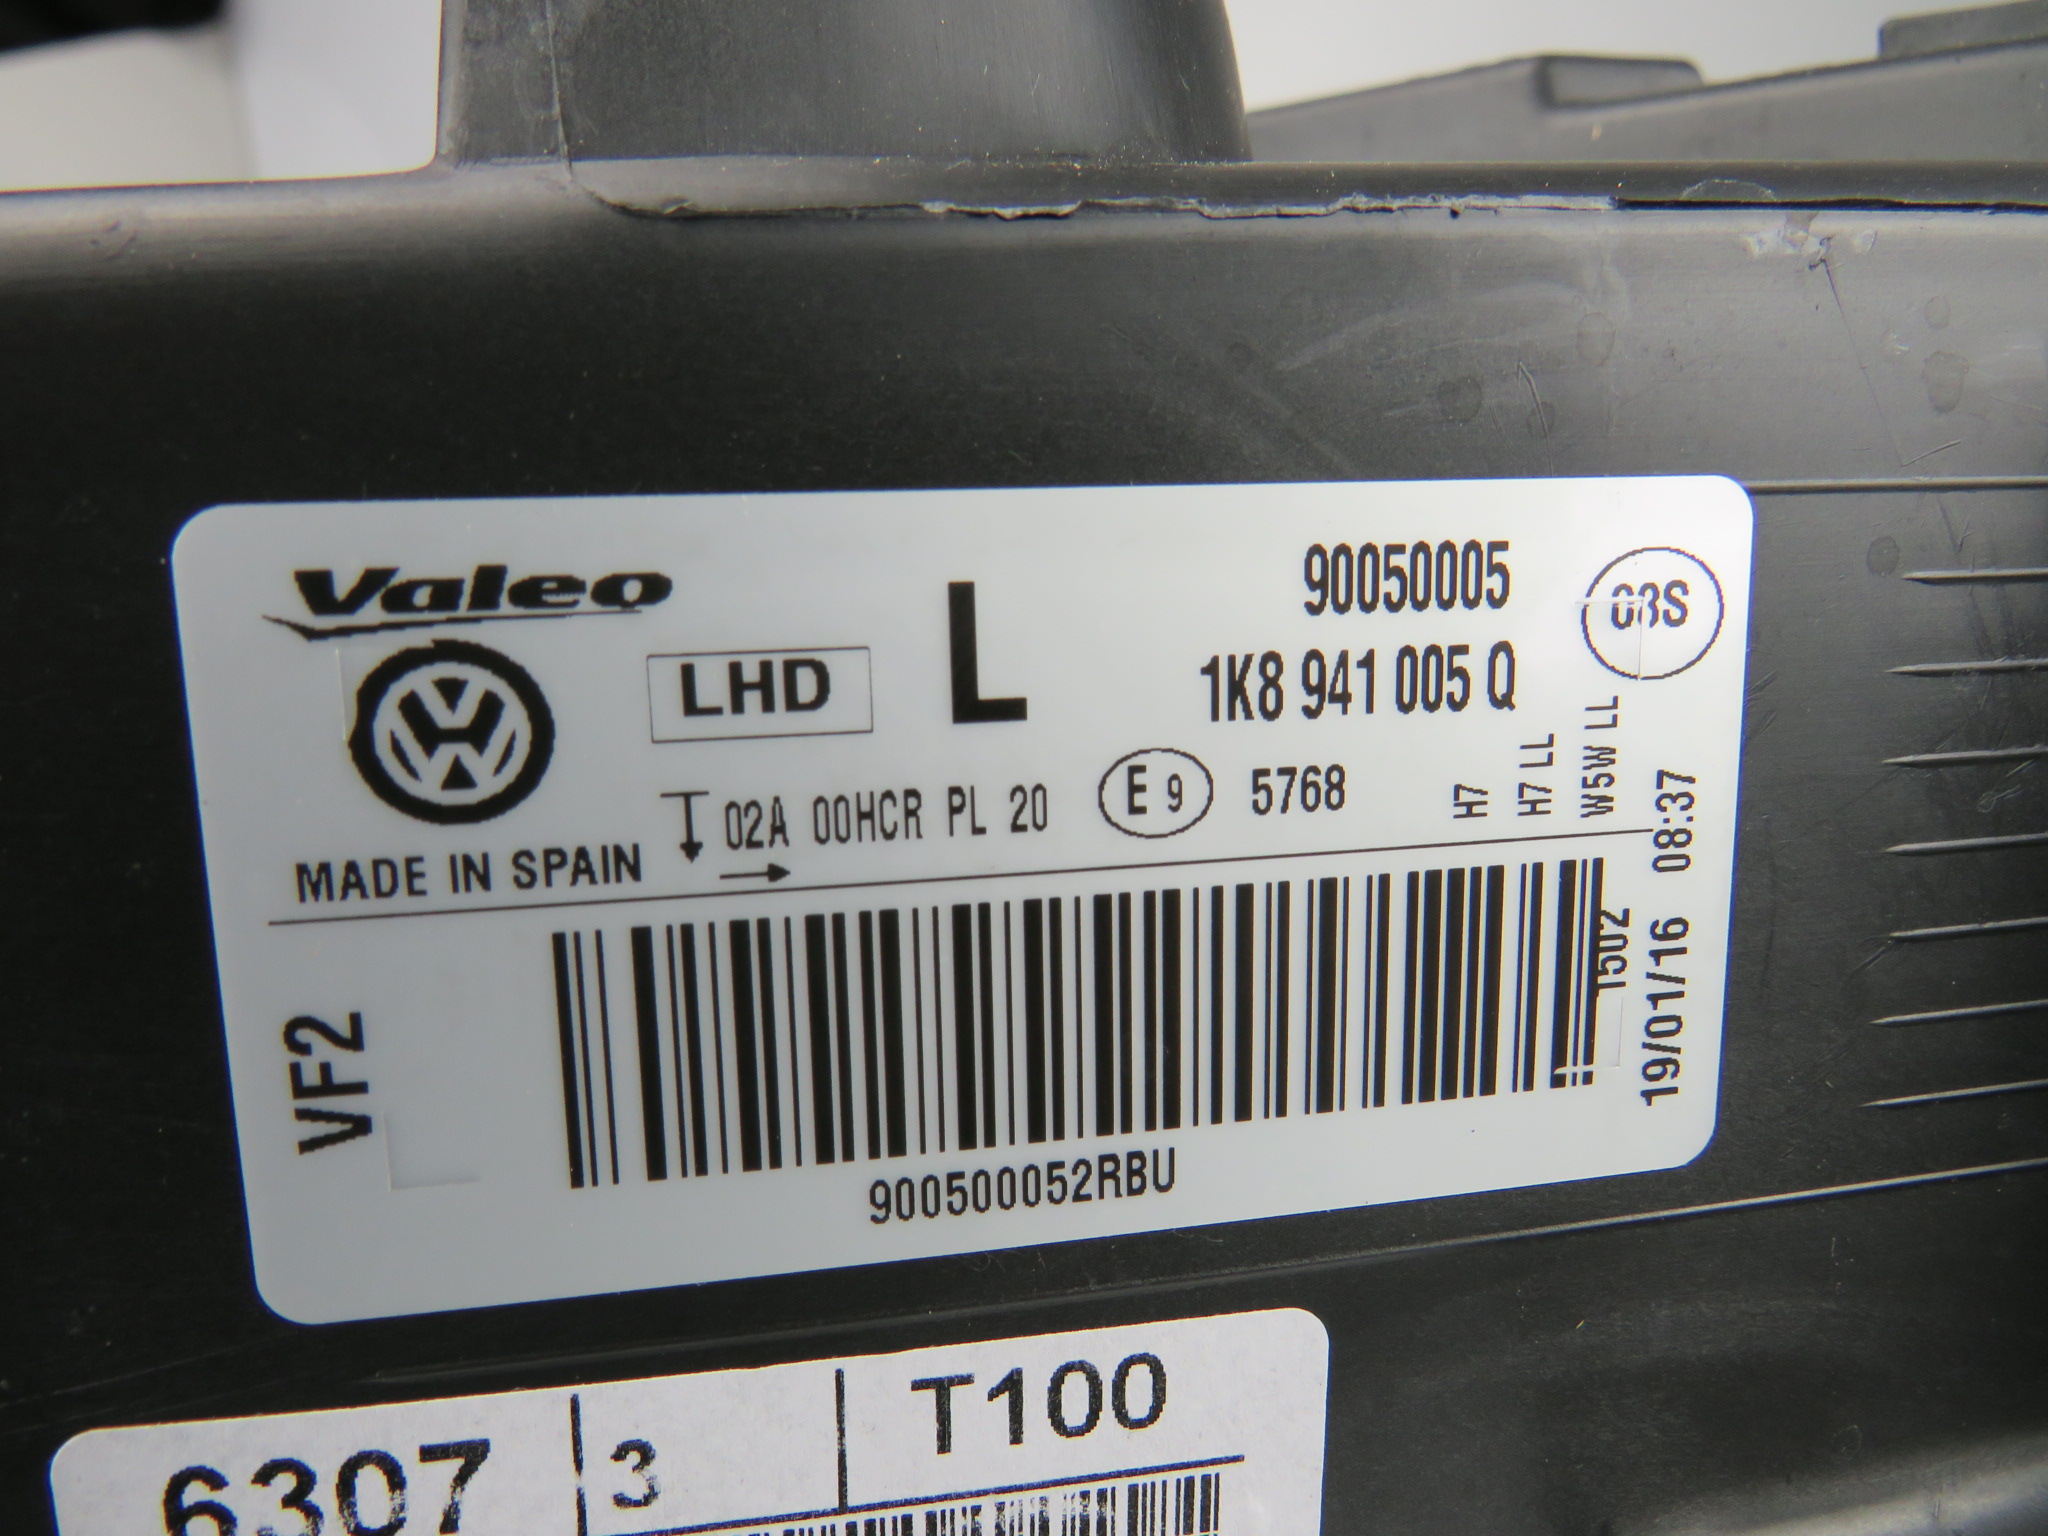 Valeo
LHD
L
90050005
1K8 941 005 Q
08S
MADE IN SPAIN
02A 00HCR PL 20
E 9
5768
H7
H7 LL
W5W LL
VF2
1502
19/01/16 08:37
900500052RBU
6307
3
T100